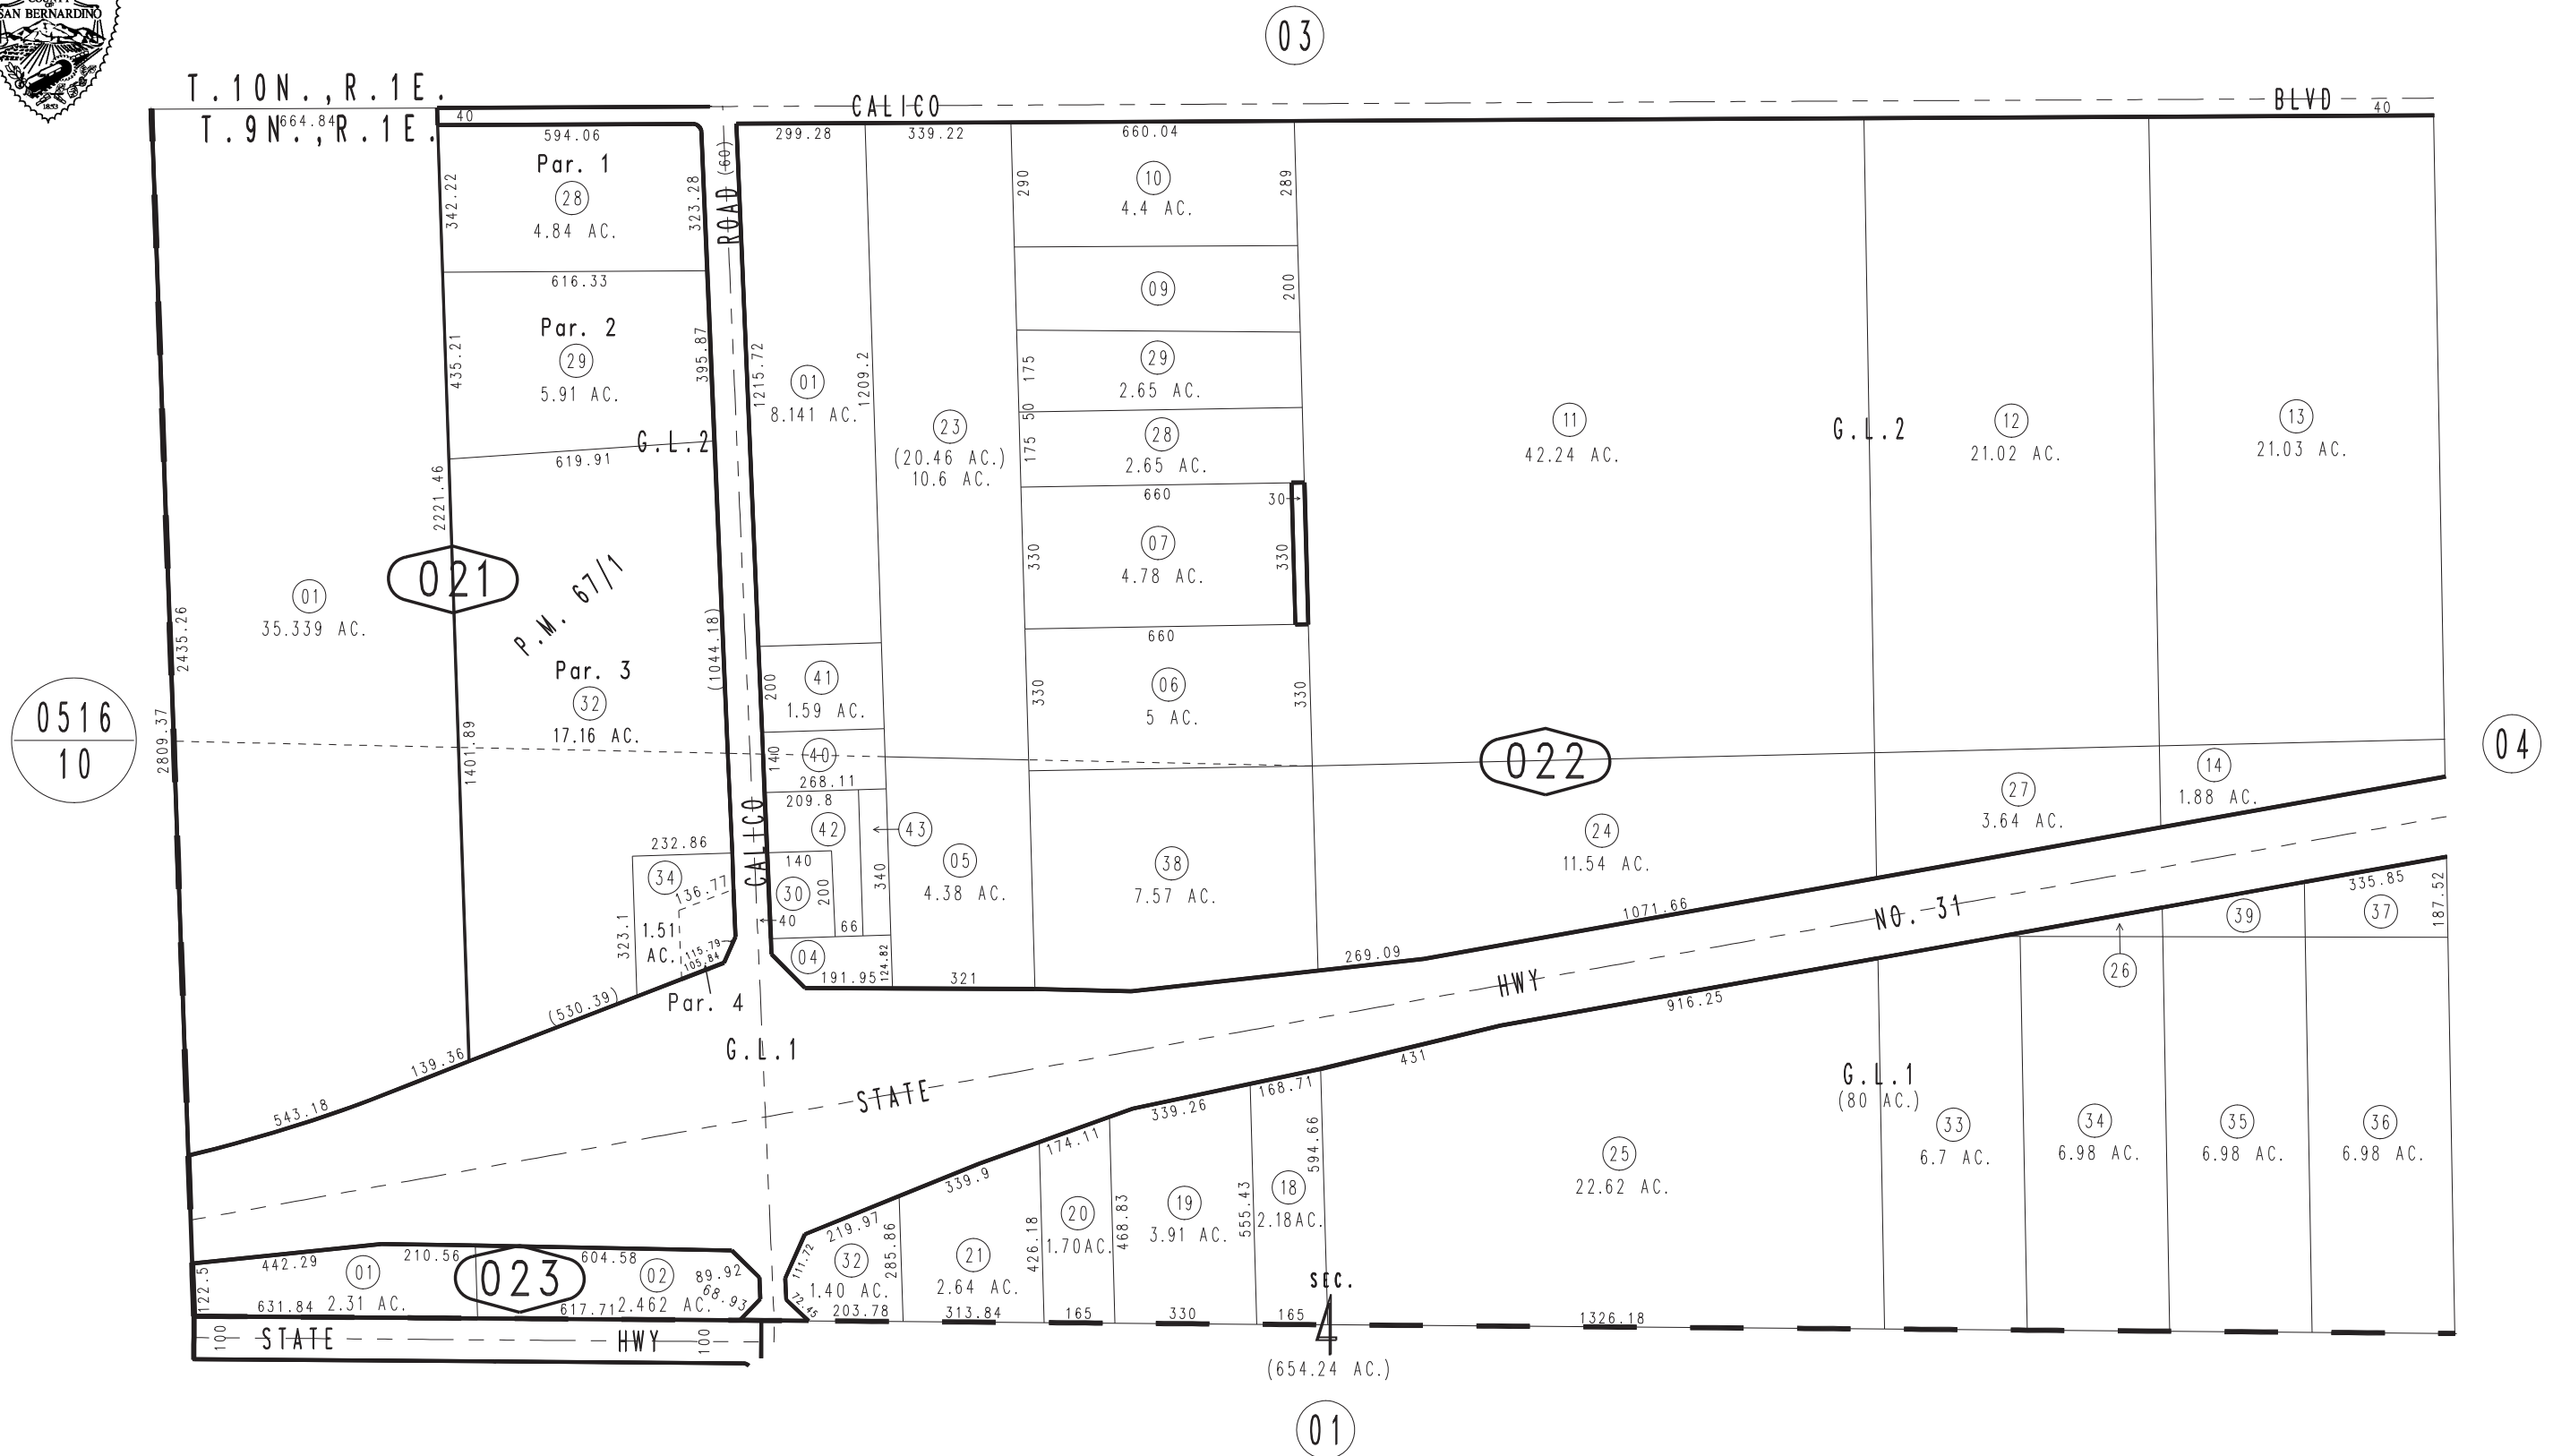 COUNTY
OF
SAN BERNARDINO
1853
03
T.10N.,R.1E.
T.9N.,R.1E.
664.84
40
CALICO
BLVD
40
594.06
Par. 1
28
4.84 AC.
342.22
323.28
616.33
Par. 2
29
5.91 AC.
435.21
395.87
G.L.2
619.91
2221.46
021
P.M. 67/1
Par. 3
32
17.16 AC.
(1044.18)
1401.89
01
35.339 AC.
2435.26
2809.37
0516
10
ROAD (60)
CALICO
40
232.86
34
136.77
1.51
AC.
323.1
115.79
105.84
Par. 4
(530.39)
139.36
543.18
G.L.1
299.28
339.22
660.04
1215.72
01
8.141 AC.
1209.2
23
(20.46 AC.)
10.6 AC.
290
10
4.4 AC.
289
09
200
175
29
2.65 AC.
50
175
28
2.65 AC.
660
30
330
07
4.78 AC.
330
660
330
06
5 AC.
330
200
41
1.59 AC.
140
40
268.11
209.8
42
43
140
30
200
340
66
04
191.95
124.82
05
4.38 AC.
321
38
7.57 AC.
11
42.24 AC.
G.L.2
12
21.02 AC.
13
21.03 AC.
022
04
24
11.54 AC.
27
3.64 AC.
14
1.88 AC.
269.09
1071.66
STATE
HWY
NO. 31
335.85
187.52
37
39
26
916.25
431
168.71
339.26
174.11
339.9
219.97
111.72
72.45
32
1.40 AC.
203.78
285.86
21
2.64 AC.
313.84
426.18
20
1.70AC.
165
468.83
19
3.91 AC.
330
555.43
18
2.18AC.
165
594.66
25
22.62 AC.
1326.18
G.L.1
(80 AC.)
33
6.7 AC.
34
6.98 AC.
35
6.98 AC.
36
6.98 AC.
442.29
210.56
604.58
122.5
01
631.84
2.31 AC.
023
02
617.71
2.462 AC.
89.92
68.93
100
STATE
HWY
100
SEC.
4
(654.24 AC.)
01